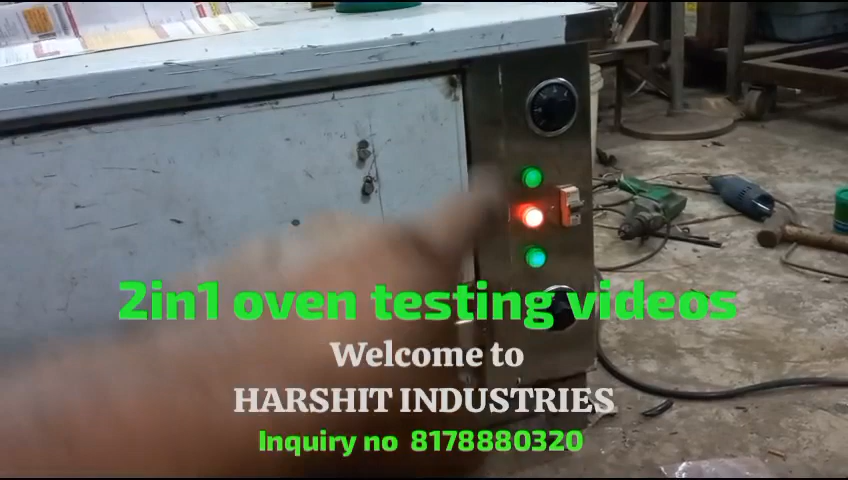 2in1 oven testing videos
Welcome to
HARSHIT INDUSTRIES
Inquiry no 8178880320